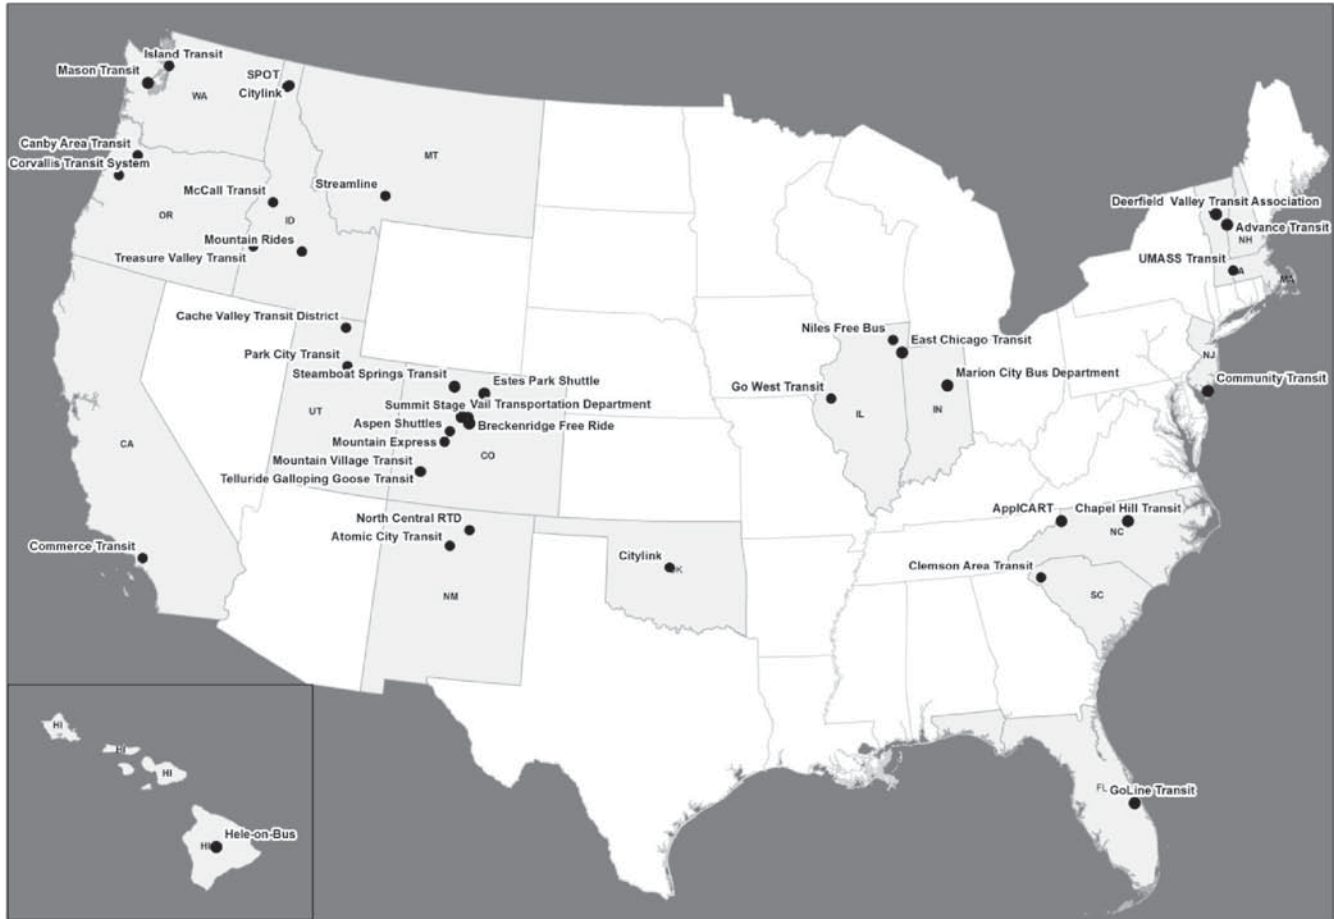 Island Transit
Mason Transit
SPOT
Citylink
WA
Canby Area Transit
Corvallis Transit System
MT
McCall Transit
Streamline
OR
ID
Mountain Rides
Treasure Valley Transit
Deerfield Valley Transit Association
Advance Transit
NH
UMASS Transit
MA
Cache Valley Transit District
Park City Transit
Steamboat Springs Transit
Estes Park Shuttle
Summit Stage
Vail Transportation Department
Aspen Shuttles
Breckenridge Free Ride
Mountain Express
UT
CO
Mountain Village Transit
Telluride Galloping Goose Transit
CA
Niles Free Bus
East Chicago Transit
Marion City Bus Department
Go West Transit
IL
IN
NJ
Community Transit
North Central RTD
Atomic City Transit
NM
Commerce Transit
Citylink
ApplCART
Chapel Hill Transit
NC
Clemson Area Transit
SC
FL
GoLine Transit
HI
HI
HI
HI
Hele-on-Bus